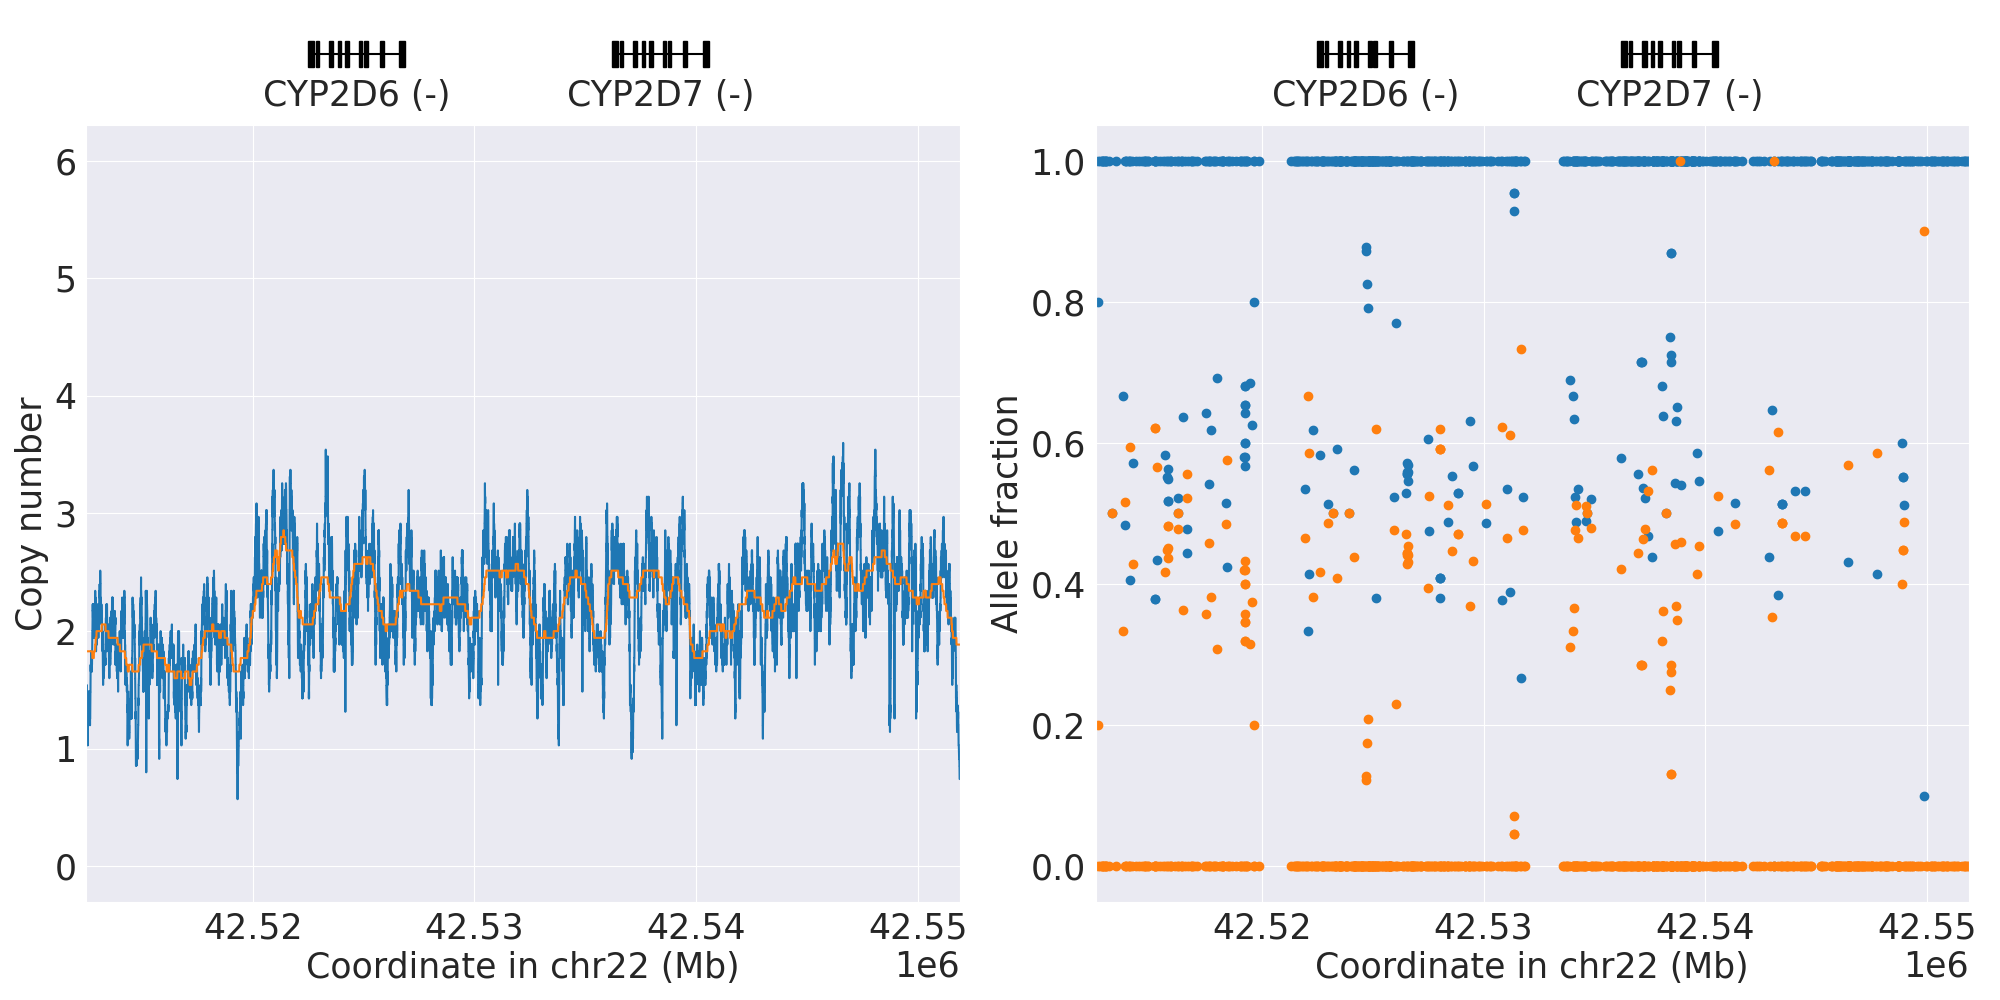 CYP2D6 (-)
CYP2D7 (-)
Copy number
6
5
4
3
2
1
0
42.52
42.53
42.54
42.55
Coordinate in chr22 (Mb)
1e6
CYP2D6 (-)
CYP2D7 (-)
Allele fraction
1.0
0.8
0.6
0.4
0.2
0.0
42.52
42.53
42.54
42.55
Coordinate in chr22 (Mb)
1e6